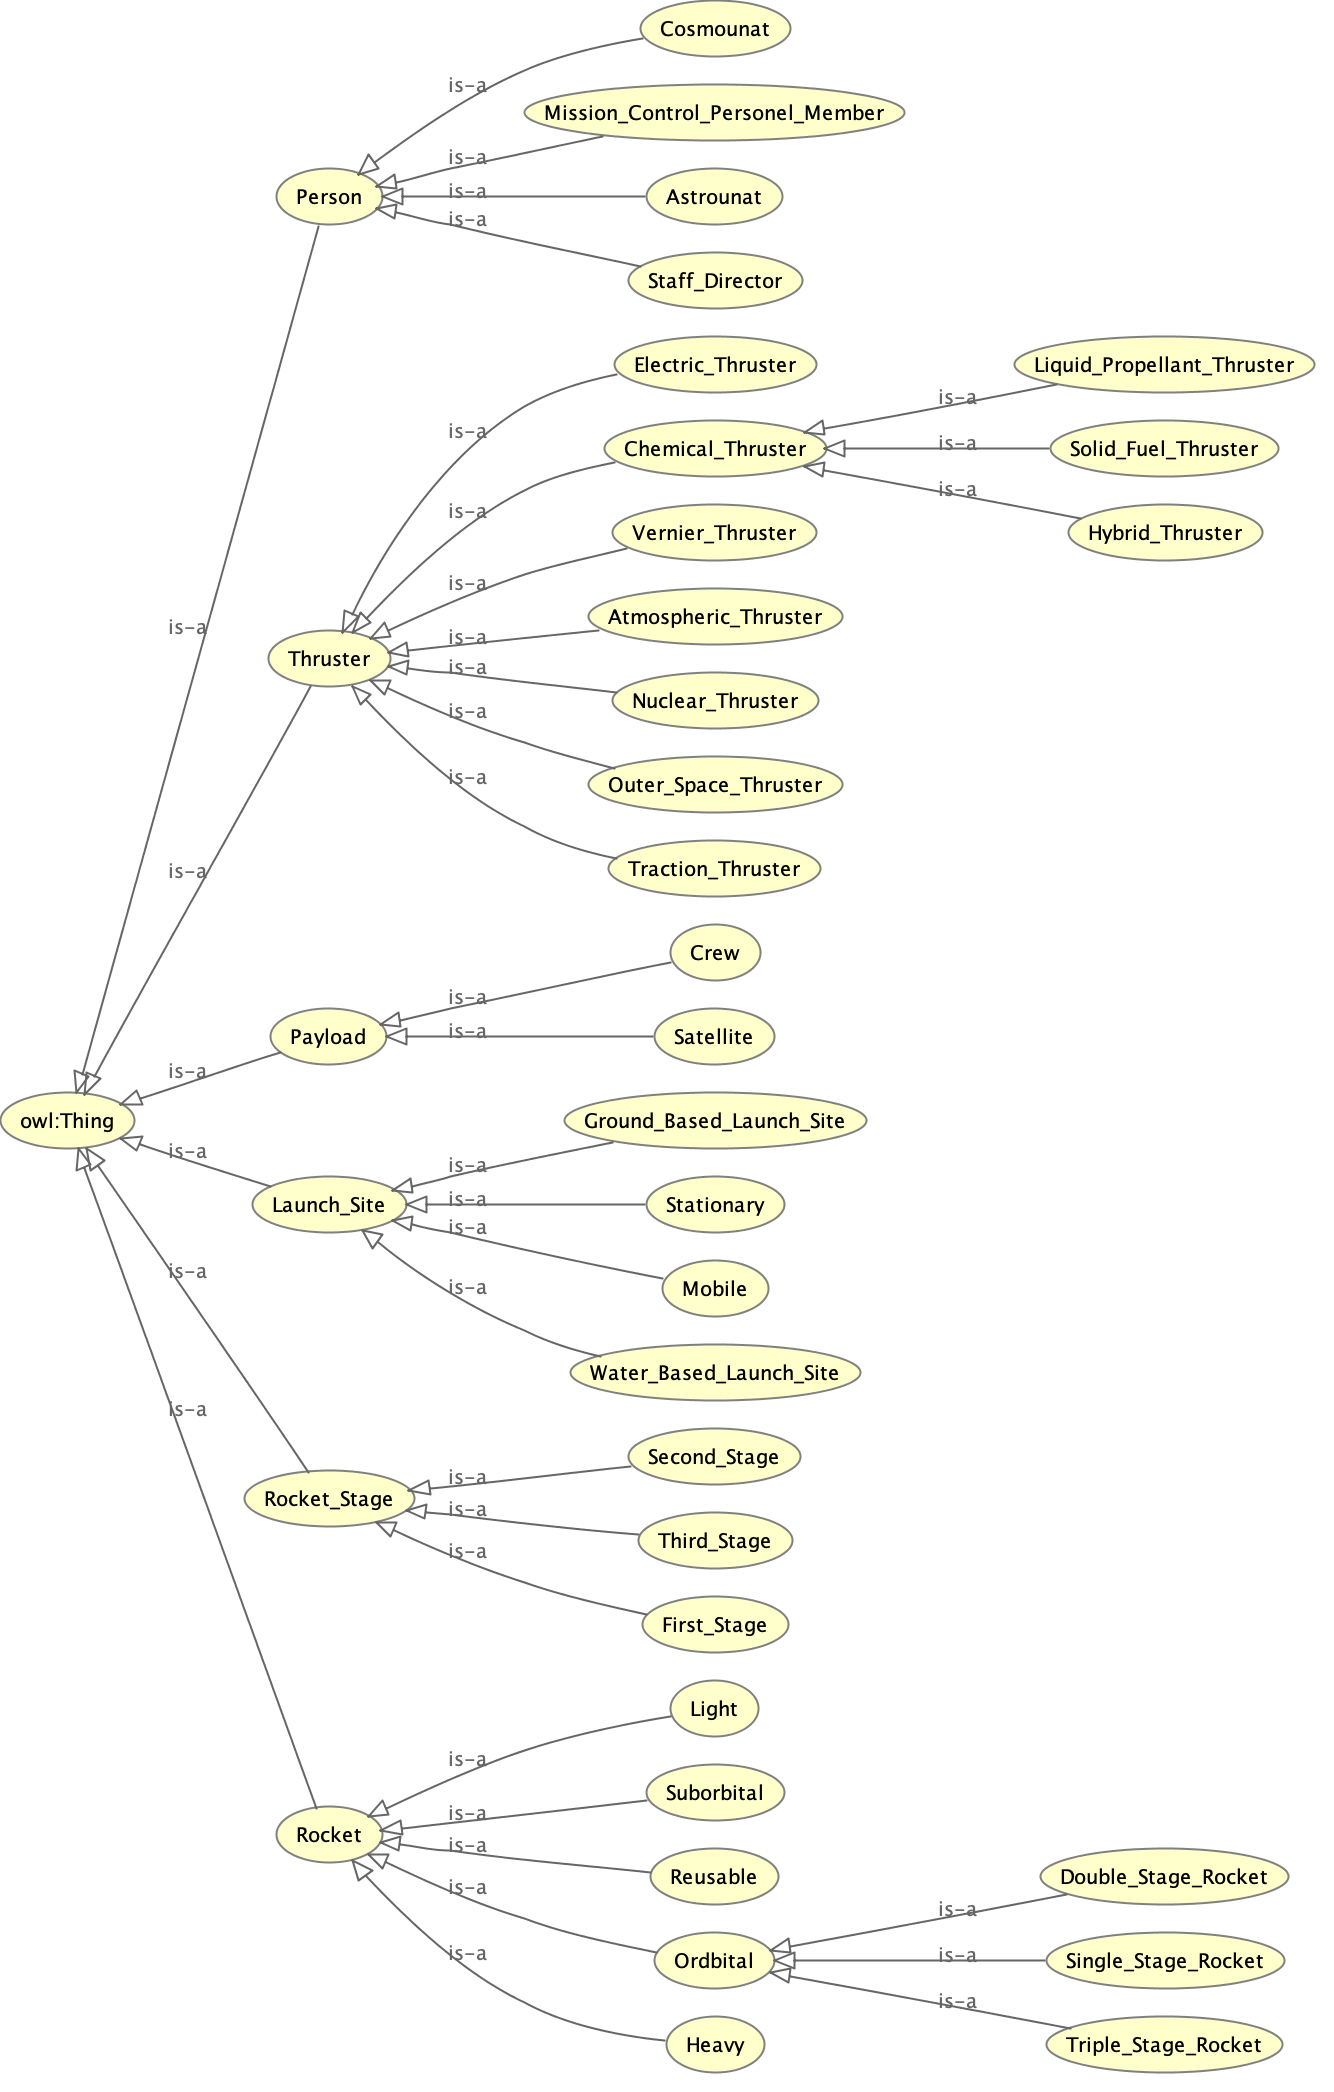 Cosmounat
is-a
Mission_Control_Personel_Member
is-a
Person
is-a
Astrounat
is-a
Staff_Director
Electric_Thruster
Liquid_Propellant_Thruster
is-a
is-a
Chemical_Thruster
is-a
Solid_Fuel_Thruster
is-a
is-a
Vernier_Thruster
Hybrid_Thruster
is-a
Atmospheric_Thruster
is-a
is-a
Thruster
is-a
Nuclear_Thruster
is-a
Outer_Space_Thruster
is-a
Traction_Thruster
is-a
Crew
is-a
Payload
is-a
Satellite
is-a
owl:Thing
Ground_Based_Launch_Site
is-a
is-a
Launch_Site
is-a
Stationary
is-a
is-a
Mobile
is-a
Water_Based_Launch_Site
is-a
Second_Stage
is-a
Rocket_Stage
is-a
Third_Stage
is-a
First_Stage
Light
is-a
Suborbital
is-a
Rocket
is-a
Reusable
Double_Stage_Rocket
is-a
is-a
Ordbital
is-a
Single_Stage_Rocket
is-a
is-a
Heavy
Triple_Stage_Rocket